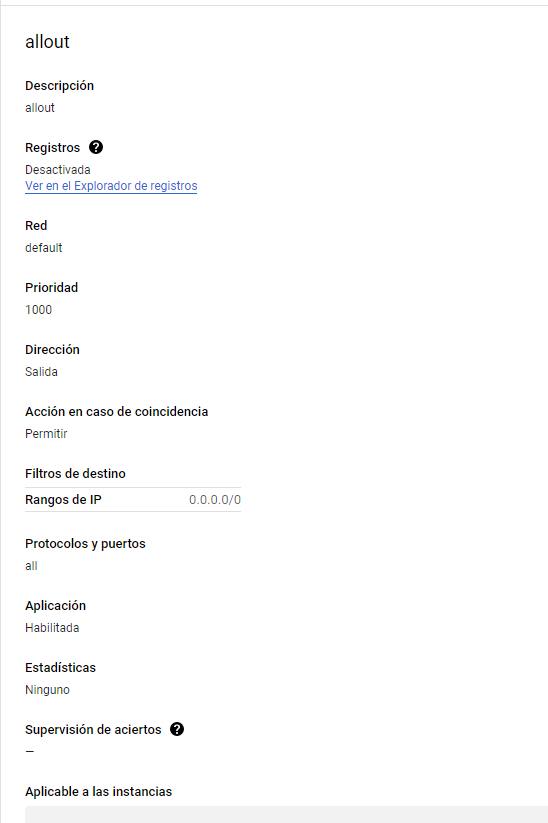 allout
Descripción
allout
Registros
Desactivada
Ver en el Explorador de registros
Red
default
Prioridad
1000
Dirección
Salida
Acción en caso de coincidencia
Permitir
Filtros de destino
Rangos de IP 0.0.0.0/0
Protocolos y puertos
all
Aplicación
Habilitada
Estadísticas
Ninguno
Supervisión de aciertos
—
Aplicable a las instancias